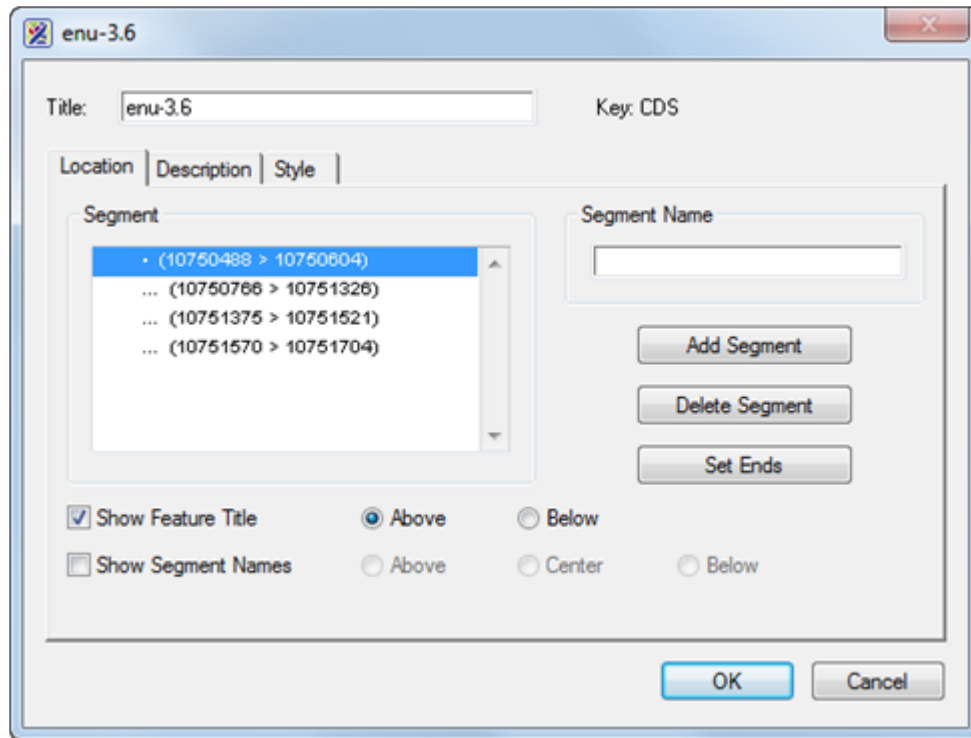 enu-3.6
Title: enu-3.6 Key: CDS
Location Description Style
Segment Segment Name
• (10750488 > 10750604)
... (10750766 > 10751326)
... (10751375 > 10751521)
... (10751570 > 10751704)
Add Segment
Delete Segment
Set Ends
Show Feature Title Above Below
Show Segment Names Above Center Below
OK Cancel